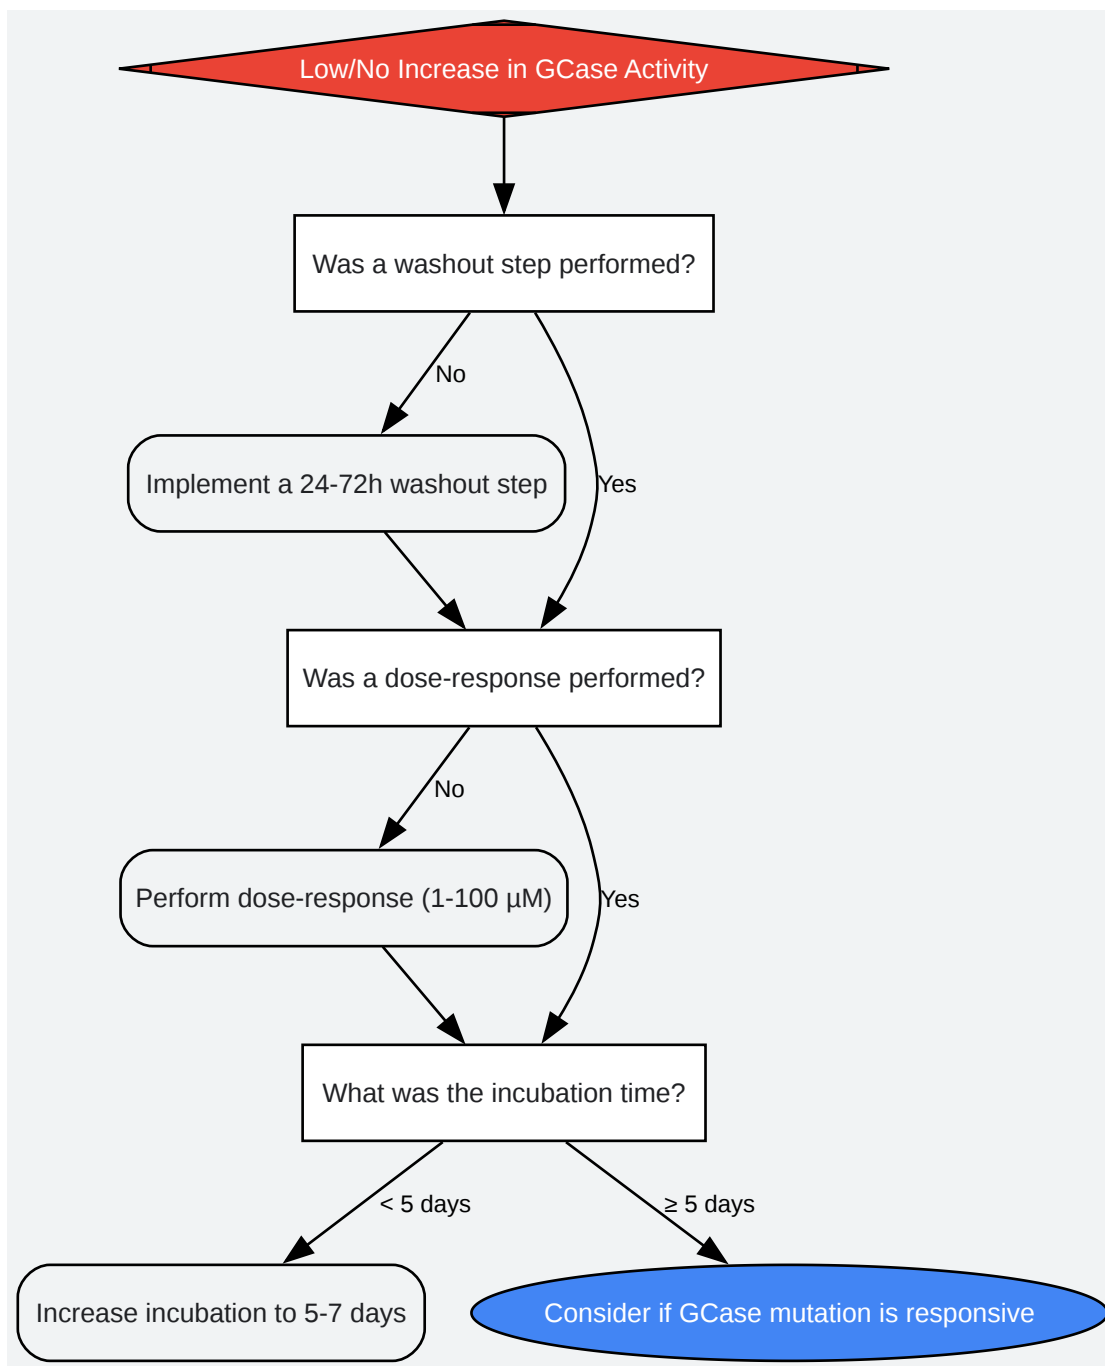 Low/No Increase in GCase Activity
Was a washout step performed?
No
Implement a 24-72h washout step
Yes
Was a dose-response performed?
No
Perform dose-response (1-100 µM)
Yes
What was the incubation time?
< 5 days
≥ 5 days
Increase incubation to 5-7 days
Consider if GCase mutation is responsive